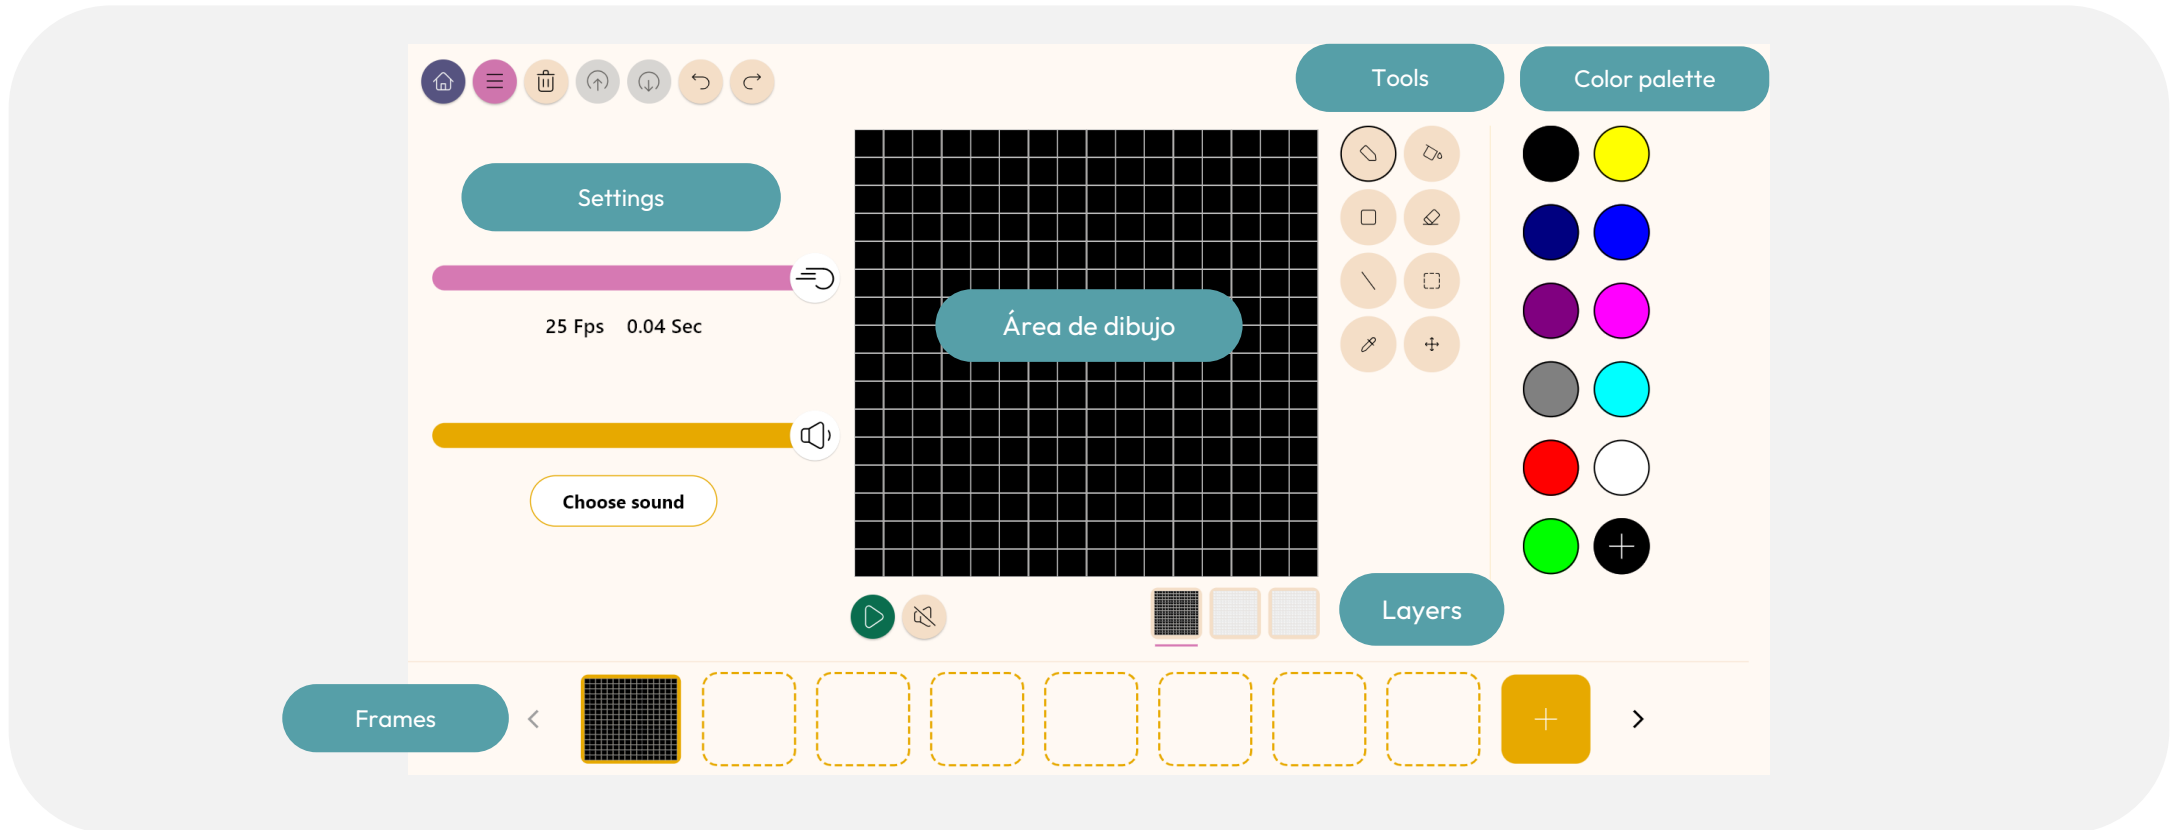 Tools
Color palette
Settings
25 Fps 0.04 Sec
Área de dibujo
Choose sound
Layers
Frames